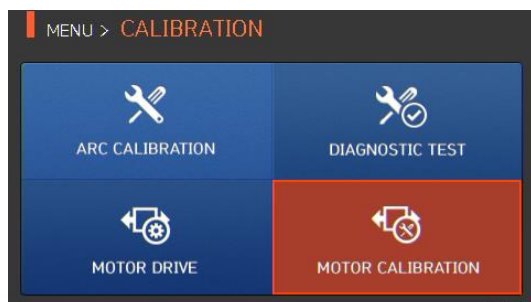 MENU > CALIBRATION
ARC CALIBRATION
DIAGNOSTIC TEST
MOTOR DRIVE
MOTOR CALIBRATION